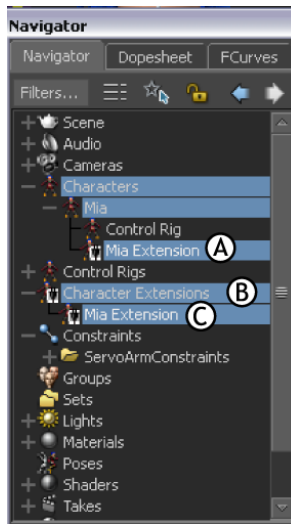 Navigator
Navigator Dopesheet FCurves
Filters...
Scene
Audio
Cameras
Characters
Mia
Control Rig
Mia Extension A
Control Rigs
Character Extensions B
Mia Extension C
Constraints
ServoArmConstraints
Groups
Sets
Lights
Materials
Poses
Shaders
Takes